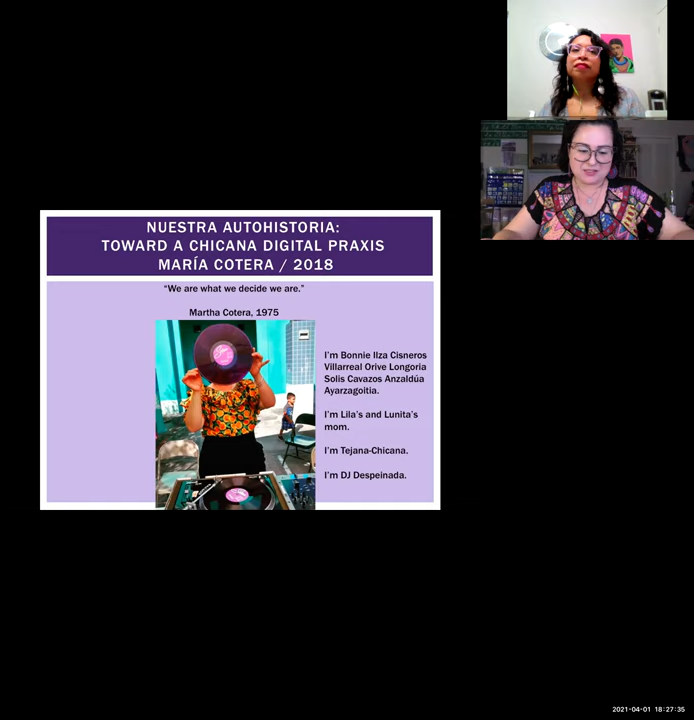 NUESTRA AUTOHISTORIA:
TOWARD A CHICANA DIGITAL PRAXIS
MARÍA COTERA / 2018
“We are what we decide we are.”
Martha Cotera, 1975
I’m Bonnie Ilza Cisneros
Villarreal Orive Longoria
Solis Cavazos Anzaldúa
Ayarzagoitia.
I’m Lila’s and Lunita’s
mom.
I’m Tejana-Chicana.
I’m DJ Despeinada.
2021-04-01 18:27:35